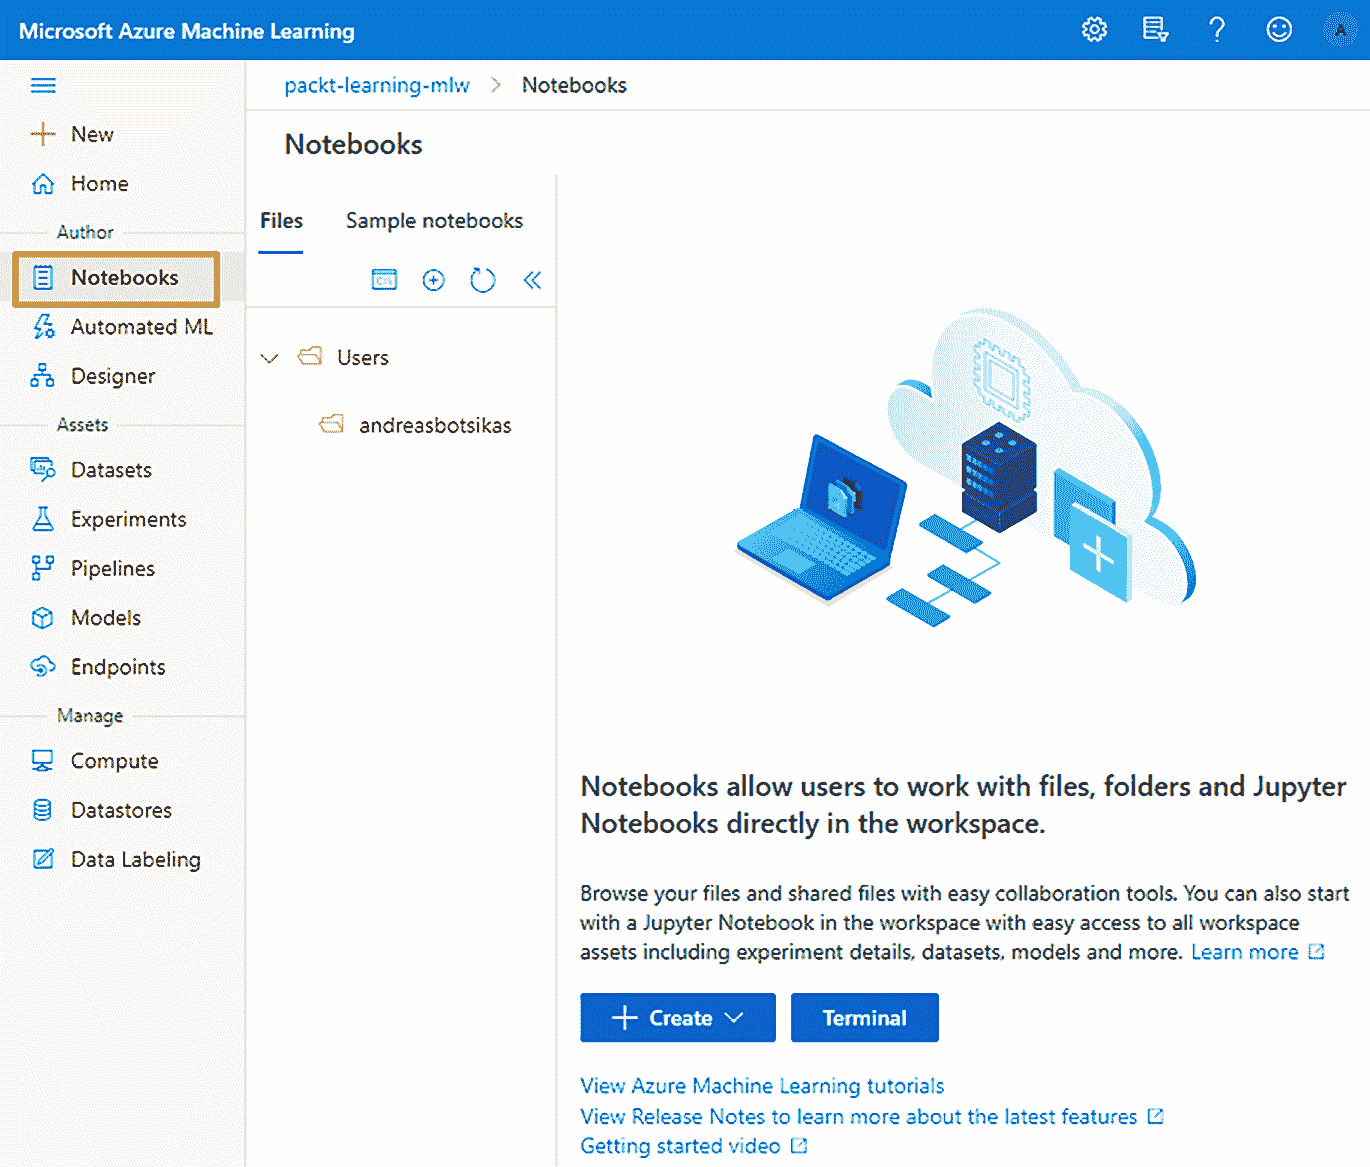 Microsoft Azure Machine Learning
A
packt-learning-mlw > Notebooks
New
Home
Author
Notebooks
Automated ML
Designer
Assets
Datasets
Experiments
Pipelines
Models
Endpoints
Manage
Compute
Datastores
Data Labeling
Notebooks
Files Sample notebooks
Users
andreasbotsikas
Notebooks allow users to work with files, folders and Jupyter
Notebooks directly in the workspace.
Browse your files and shared files with easy collaboration tools. You can also start
with a Jupyter Notebook in the workspace with easy access to all workspace
assets including experiment details, datasets, models and more. Learn more
Create Terminal
View Azure Machine Learning tutorials
View Release Notes to learn more about the latest features
Getting started video